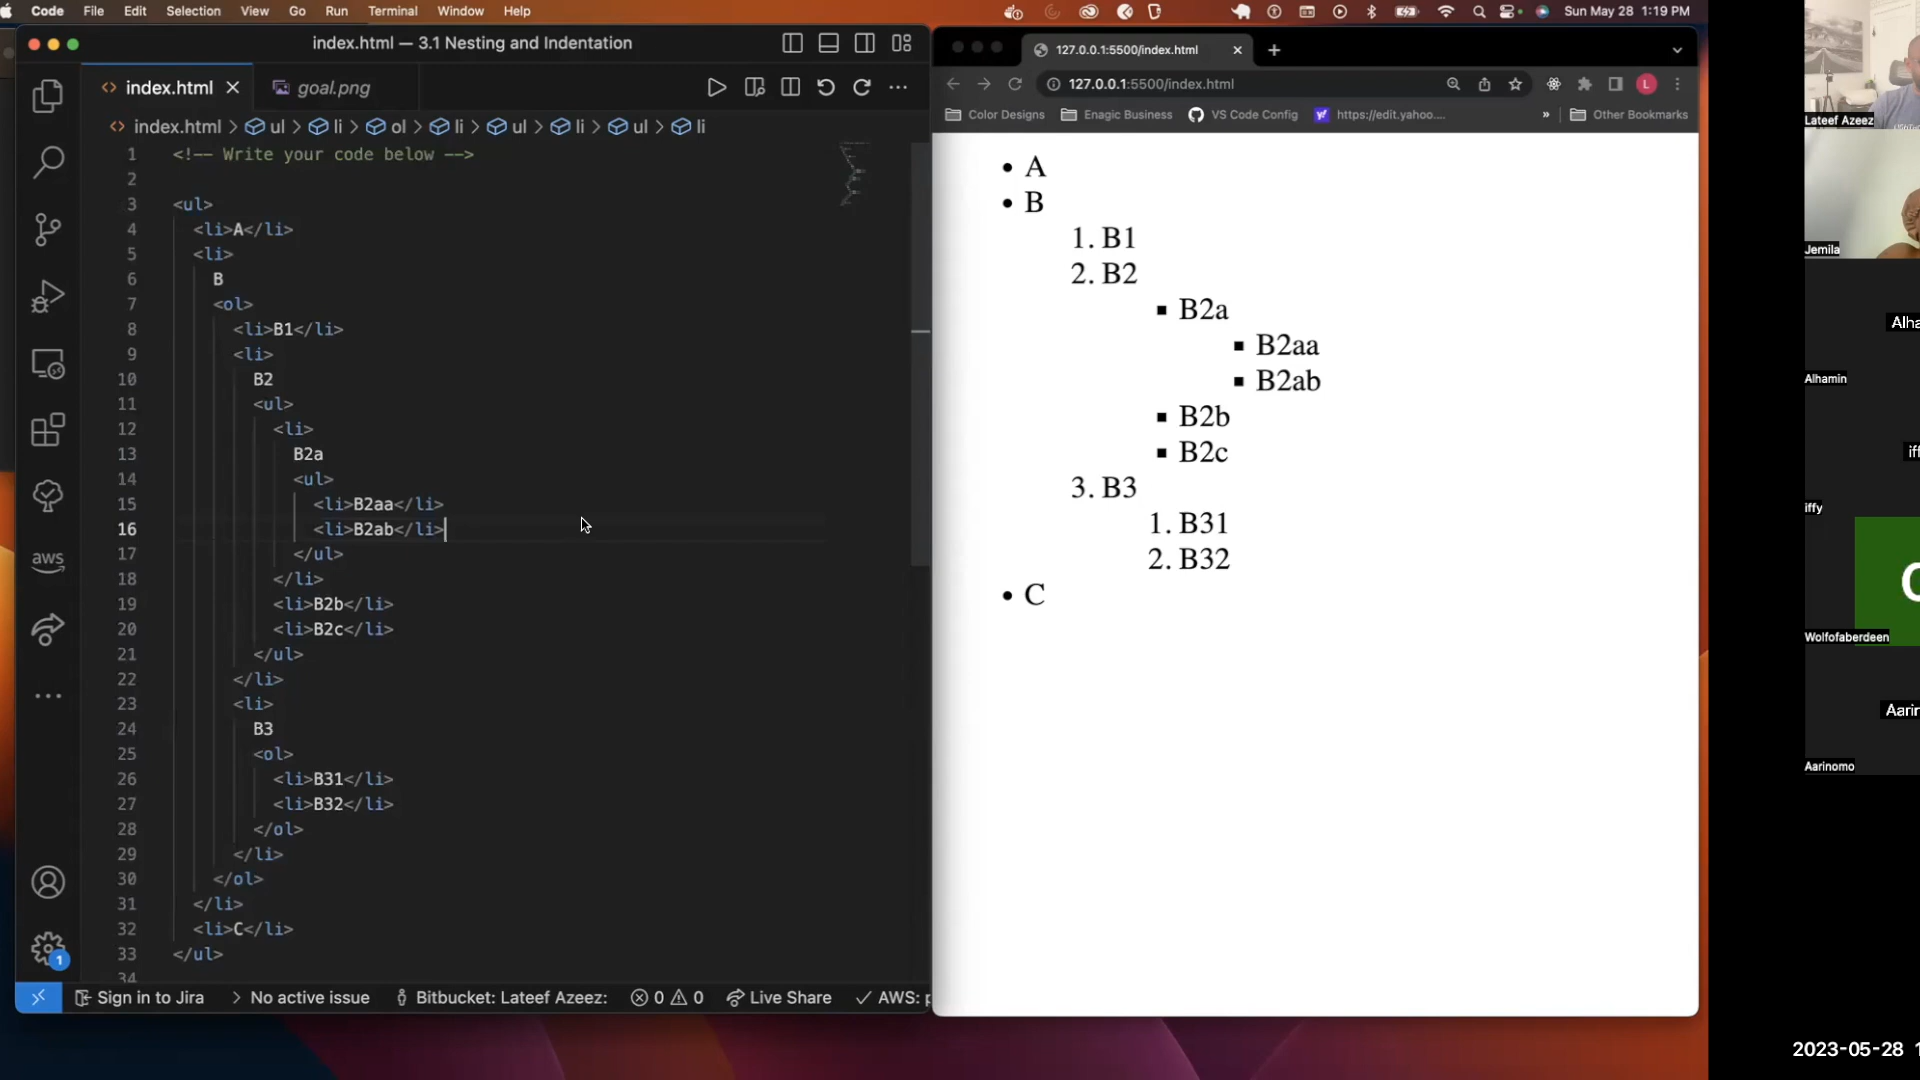 Code File Edit Selection View Go Run Terminal Window Help
Sun May 28 1:19 PM
index.html — 3.1 Nesting and Indentation
index.html
goal.png
index.html > ul > li > ol > li > ul > li > ul > li
1 <!-- Write your code below -->
2
3 <ul>
4 <li>A</li>
5 <li>
6 B
7 <ol>
8 <li>B1</li>
9 <li>
10 B2
11 <ul>
12 <li>
13 B2a
14 <ul>
15 <li>B2aa</li>
16 <li>B2ab</li>
17 </ul>
18 </li>
19 <li>B2b</li>
20 <li>B2c</li>
21 </ul>
22 </li>
23 <li>
24 B3
25 <ol>
26 <li>B31</li>
27 <li>B32</li>
28 </ol>
29 </li>
30 </ol>
31 </li>
32 <li>C</li>
33 </ul>
34
aws
1
Sign in to Jira
No active issue
Bitbucket: Lateef Azeez:
0 0
Live Share
AWS: p
127.0.0.1:5500/index.html
127.0.0.1:5500/index.html
L
Color Designs
Enagic Business
VS Code Config
https://edit.yahoo....
»
Other Bookmarks
• A
• B
1. B1
2. B2
▪ B2a
▪ B2aa
▪ B2ab
▪ B2b
▪ B2c
3. B3
1. B31
2. B32
• C
Lateef Azeez
Jemila
Alha
Alhamin
iff
iffy
Wolfofaberdeen
Aarin
Aarinomo
2023-05-28 1